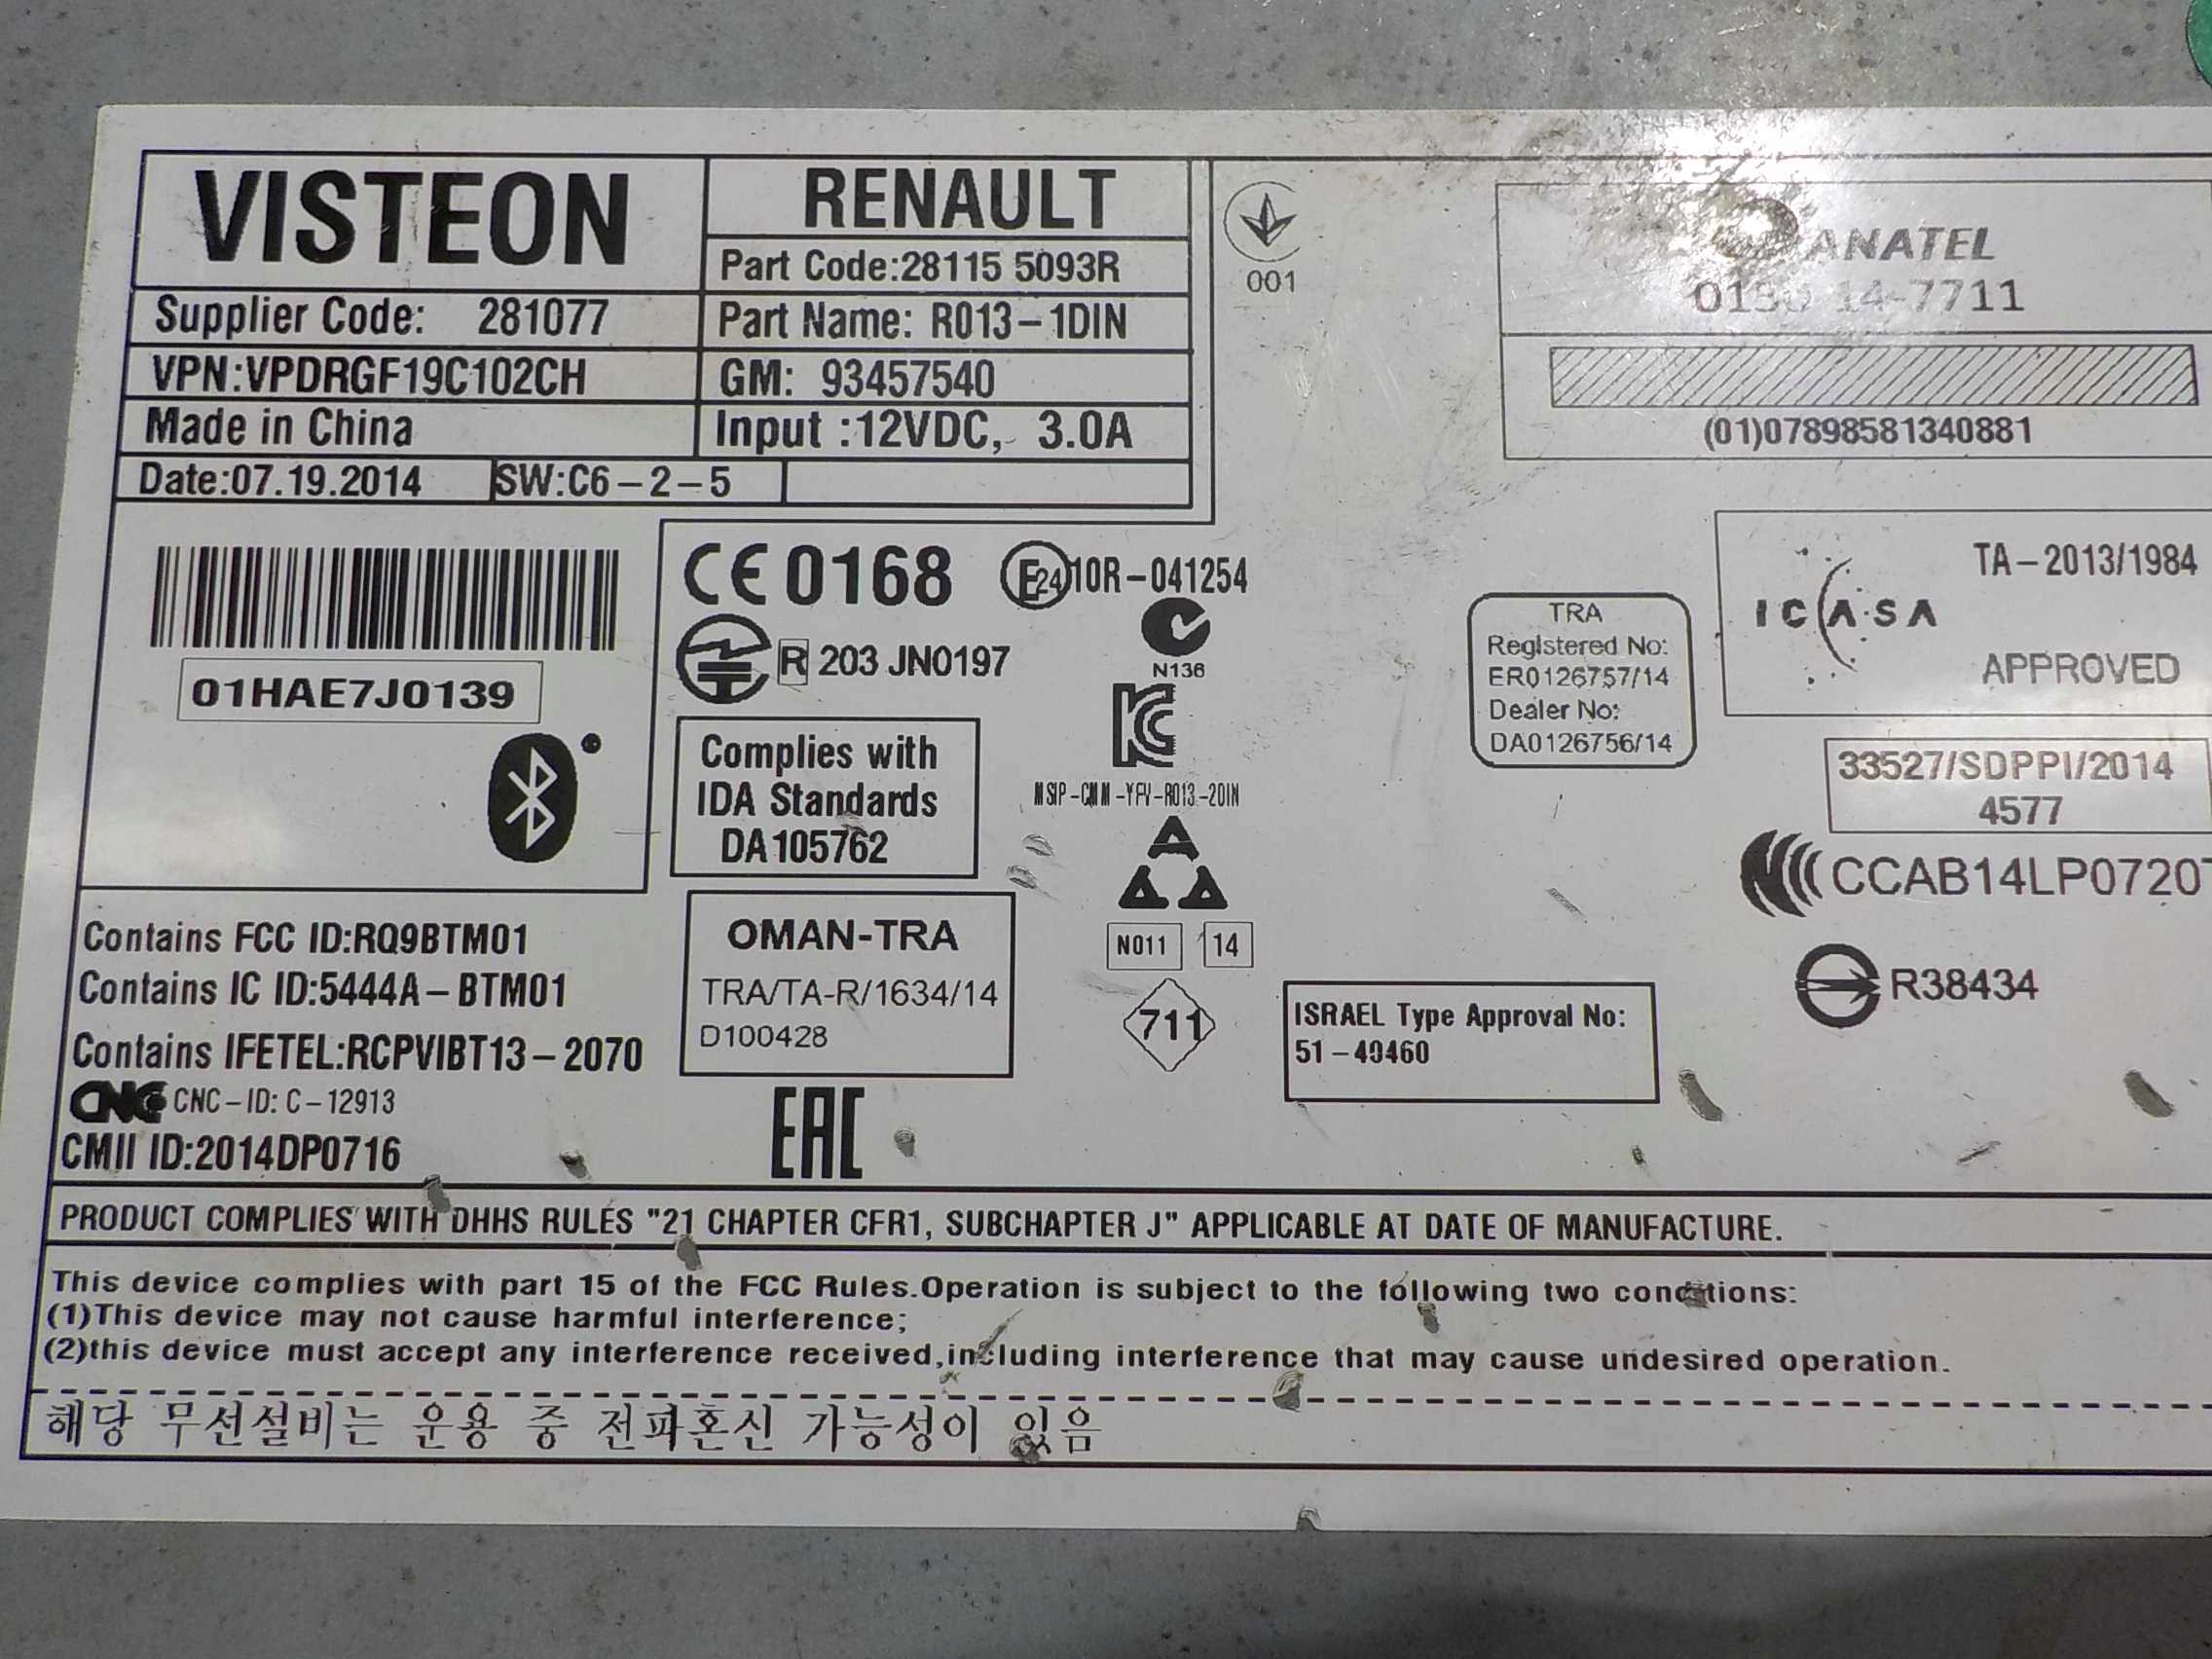 VISTEON
RENAULT
Part Code:28115 5093R
Supplier Code: 281077
Part Name: R013-1DIN
VPN:VPDRGF19C102CH
GM: 93457540
Made in China
Input :12VDC, 3.0A
Date:07.19.2014 SW:C6-2-5
001
ANATEL
14-7711
(01)07898581340881
01HAE7J0139
CE 0168
E24 10R-041254
R 203 JN0197
N136
Complies with
IDA Standards
DA105762
MSIP-CMM-YFV-R013-2DIN
OMAN-TRA
TRA/TA-R/1634/14
D100428
N011 14
711
TRA
Registered No:
ER0126757/14
Dealer No:
DA0126756/14
ICASA
TA-2013/1984
APPROVED
33527/SDPPI/2014
4577
CCAB14LP0720
R38434
ISRAEL Type Approval No:
51-49460
Contains FCC ID:RQ9BTM01
Contains IC ID:5444A-BTM01
Contains IFETEL:RCPVIBT13-2070
CNC CNC-ID: C-12913
CMII ID:2014DP0716
EAC
PRODUCT COMPLIES WITH DHHS RULES "21 CHAPTER CFR1, SUBCHAPTER J" APPLICABLE AT DATE OF MANUFACTURE.
This device complies with part 15 of the FCC Rules.Operation is subject to the following two conditions:
(1)This device may not cause harmful interference;
(2)this device must accept any interference received,including interference that may cause undesired operation.
해당 무선설비는 운용 중 전파혼신 가능성이 있음